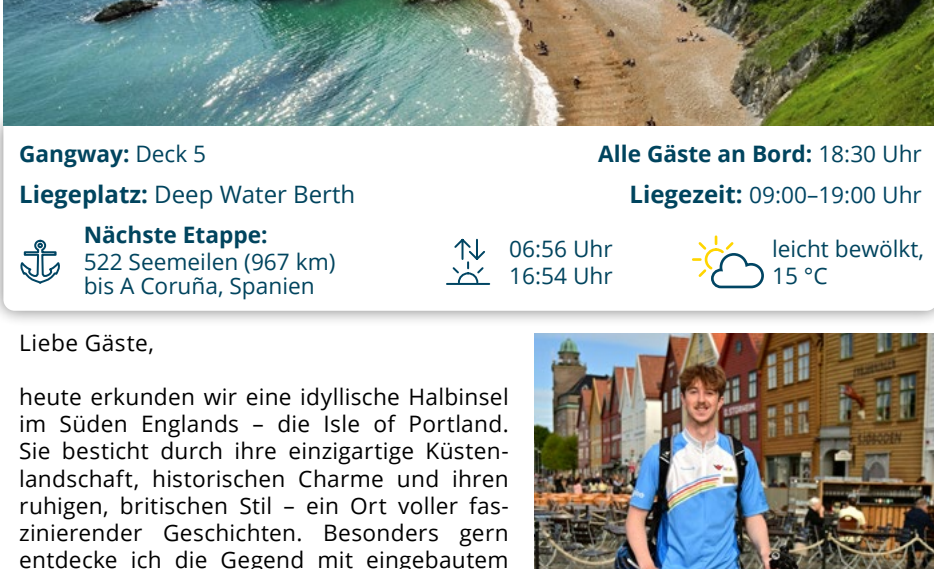 Gangway: Deck 5
Alle Gäste an Bord: 18:30 Uhr
Liegeplatz: Deep Water Berth
Liegezeit: 09:00–19:00 Uhr
Nächste Etappe:
522 Seemeilen (967 km)
bis A Coruña, Spanien
06:56 Uhr
16:54 Uhr
leicht bewölkt,
15 °C
Liebe Gäste,
heute erkunden wir eine idyllische Halbinsel
im Süden Englands – die Isle of Portland.
Sie besticht durch ihre einzigartige Küsten-
landschaft, historischen Charme und ihren
ruhigen, britischen Stil – ein Ort voller fas-
zinierender Geschichten. Besonders gern
entdecke ich die Gegend mit eingebautem